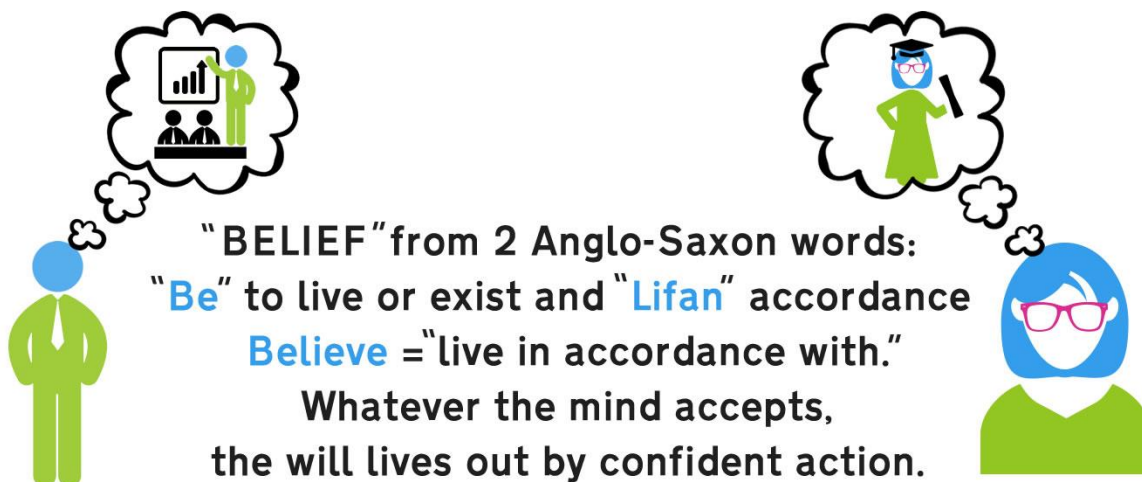 "BELIEF" from 2 Anglo-Saxon words:
"Be" to live or exist and "Lifan" accordance
Believe = "live in accordance with."
Whatever the mind accepts,
the will lives out by confident action.